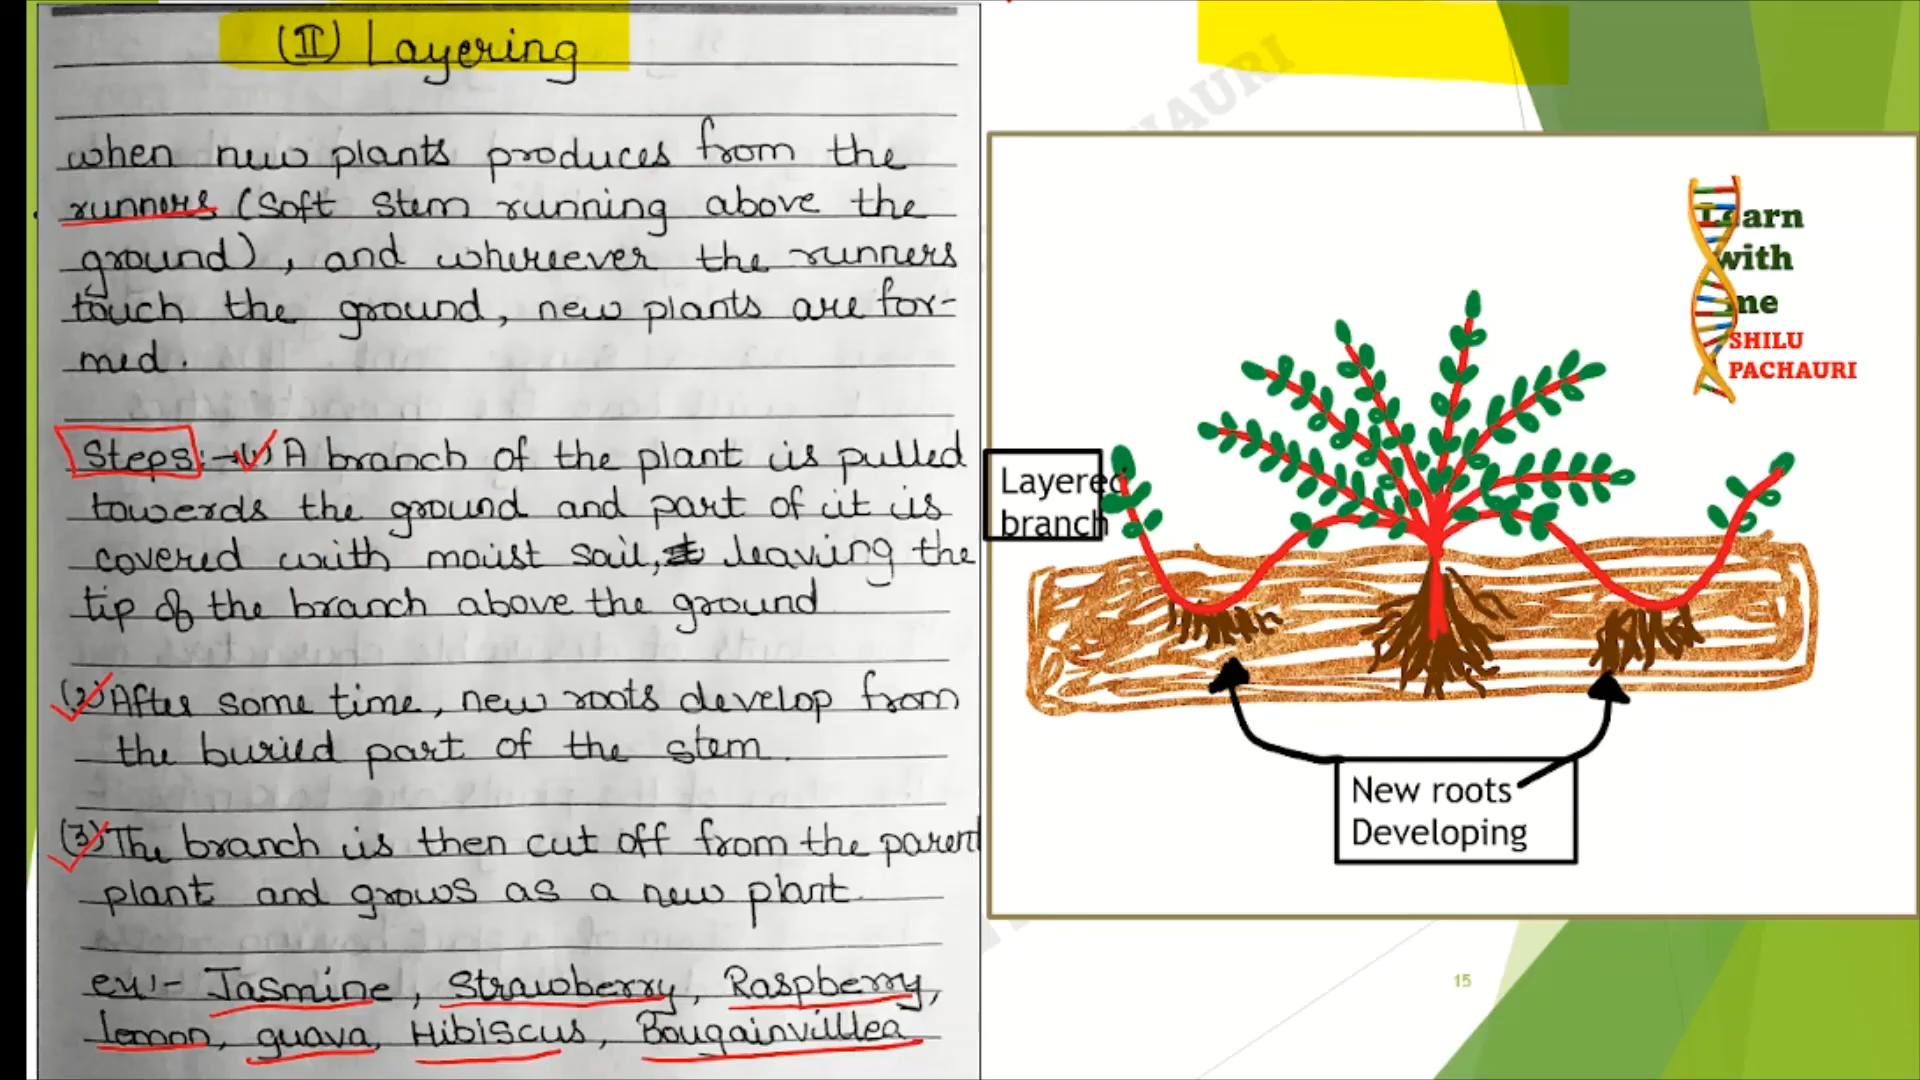 (II) Layering
when new plants produces from the
runners (soft stem running above the
ground), and whereever the runners
touch the ground, new plants are for-
med.
Steps:→(1) A branch of the plant is pulled
towerds the ground and part of it is
covered with moist sail, leaving the
tip of the branch above the ground
(2) After some time, new roots develop from
the buried part of the stem.
(3) The branch is then cut off from the parent
plant and grows as a new plant.
ex:- Jasmine, Strawberry, Raspberry,
lemon, guava, Hibiscus, Bougainvillea
HAURI
Learn
with
me
SHILU
PACHAURI
Layered
branch
New roots
Developing
15